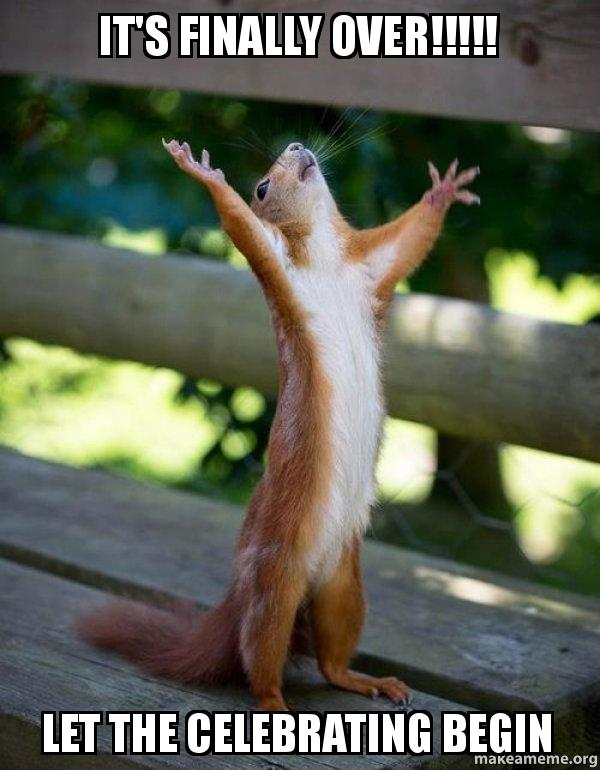 IT'S FINALLY OVER!!!!!
LET THE CELEBRATING BEGIN
makeameme.org